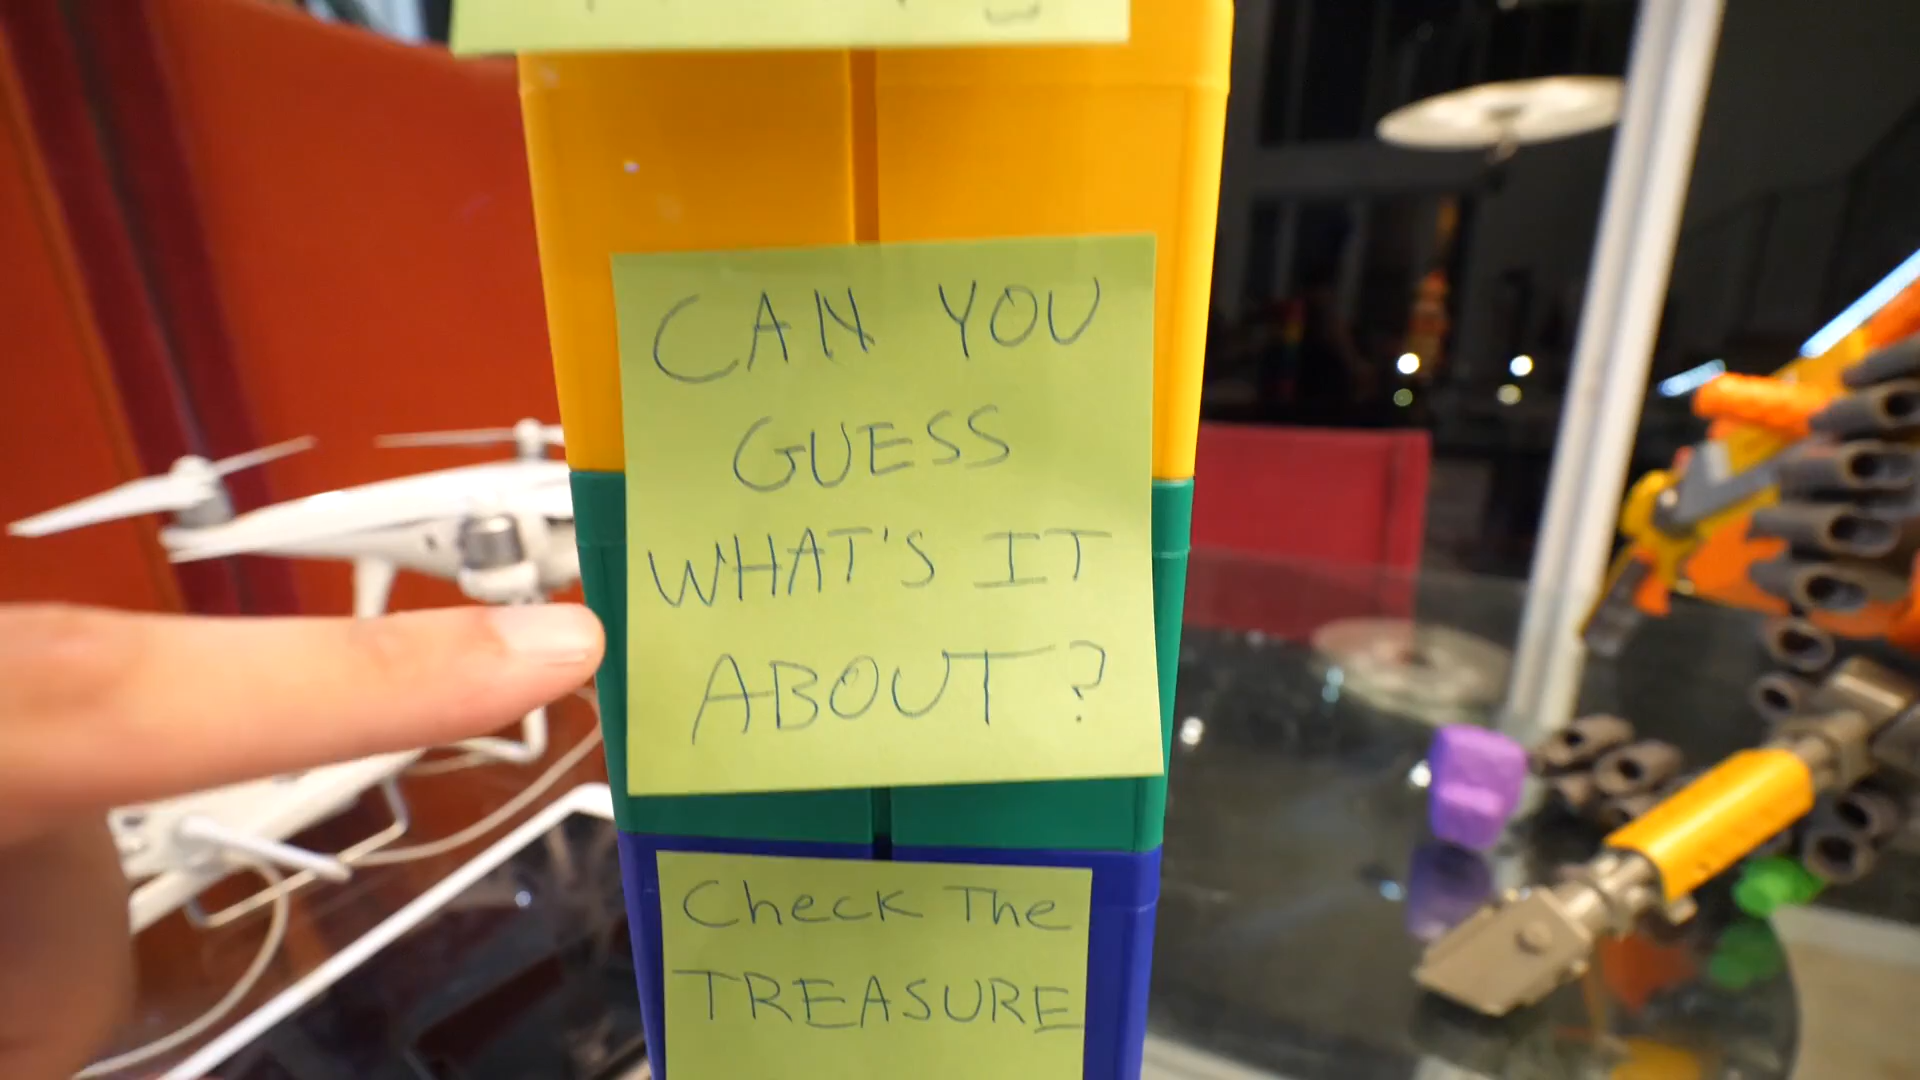 CAN YOU
GUESS
WHAT'S IT
ABOUT?
Check The
TREASURE